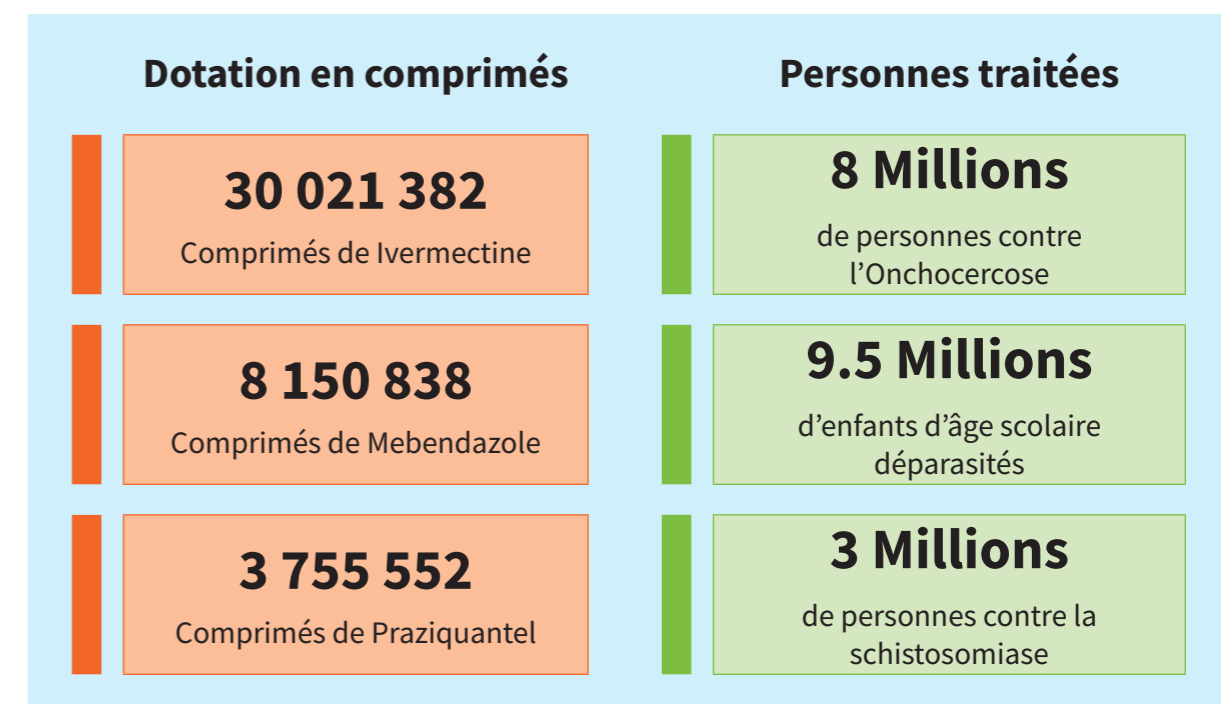 Dotation en comprimés
30 021 382
Comprimés de Ivermectine
8 150 838
Comprimés de Mebendazole
3 755 552
Comprimés de Praziquantel
Personnes traitées
8 Millions
de personnes contre
l’Onchocercose
9.5 Millions
d’enfants d’âge scolaire
déparasités
3 Millions
de personnes contre la
schistosomiase